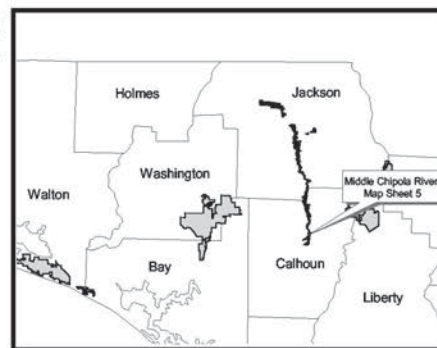 Holmes
Jackson
Washington
Walton
Middle Chipola River
Map Sheet 5
Bay
Calhoun
Liberty